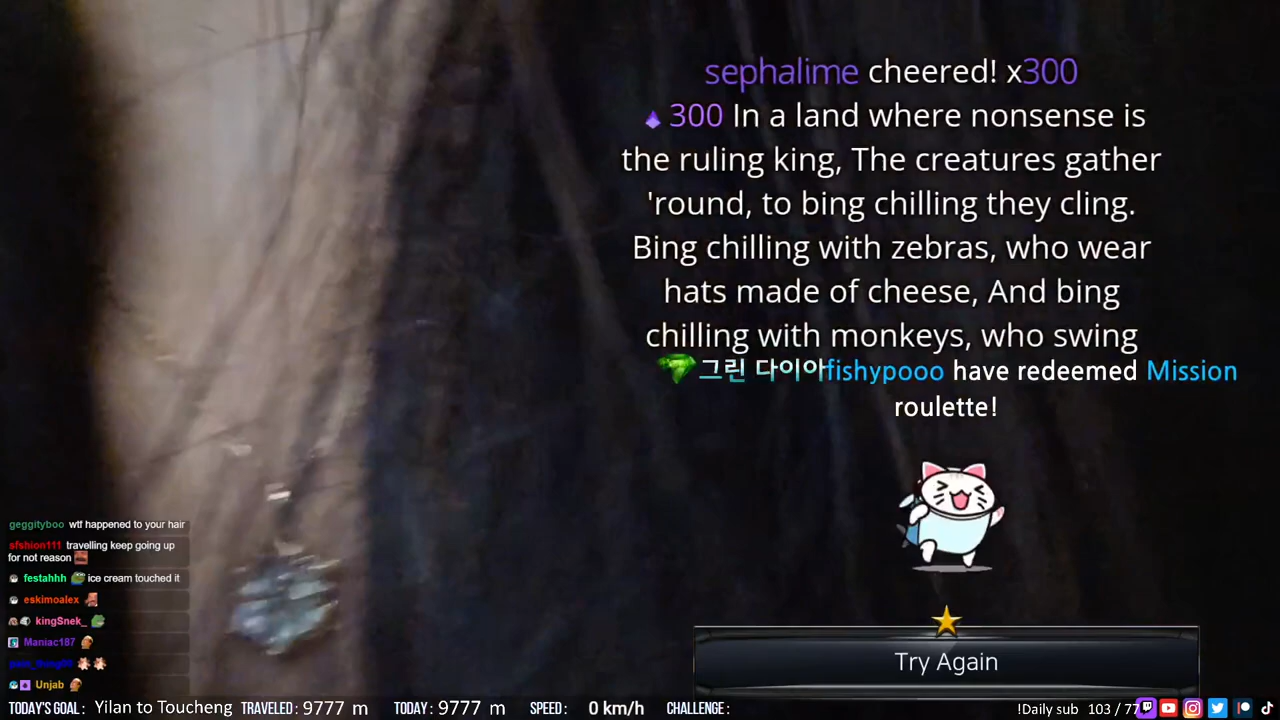 sephalime cheered! x300
300 In a land where nonsense is
the ruling king, The creatures gather
'round, to bing chilling they cling.
Bing chilling with zebras, who wear
hats made of cheese, And bing
chilling with monkeys, who swing
그린 다이아fishypooo have redeemed Mission
roulette!
Try Again
geggityboo wtf happened to your hair
sfshion111 travelling keep going up
for not reason
festahhh ice cream touched it
eskimoalex
kingSnek_
Maniac187
Unjab
TODAY'S GOAL : Yilan to Toucheng TRAVELED : 9777 m TODAY : 9777 m SPEED : 0 km/h CHALLENGE : !Daily sub 103 / 77